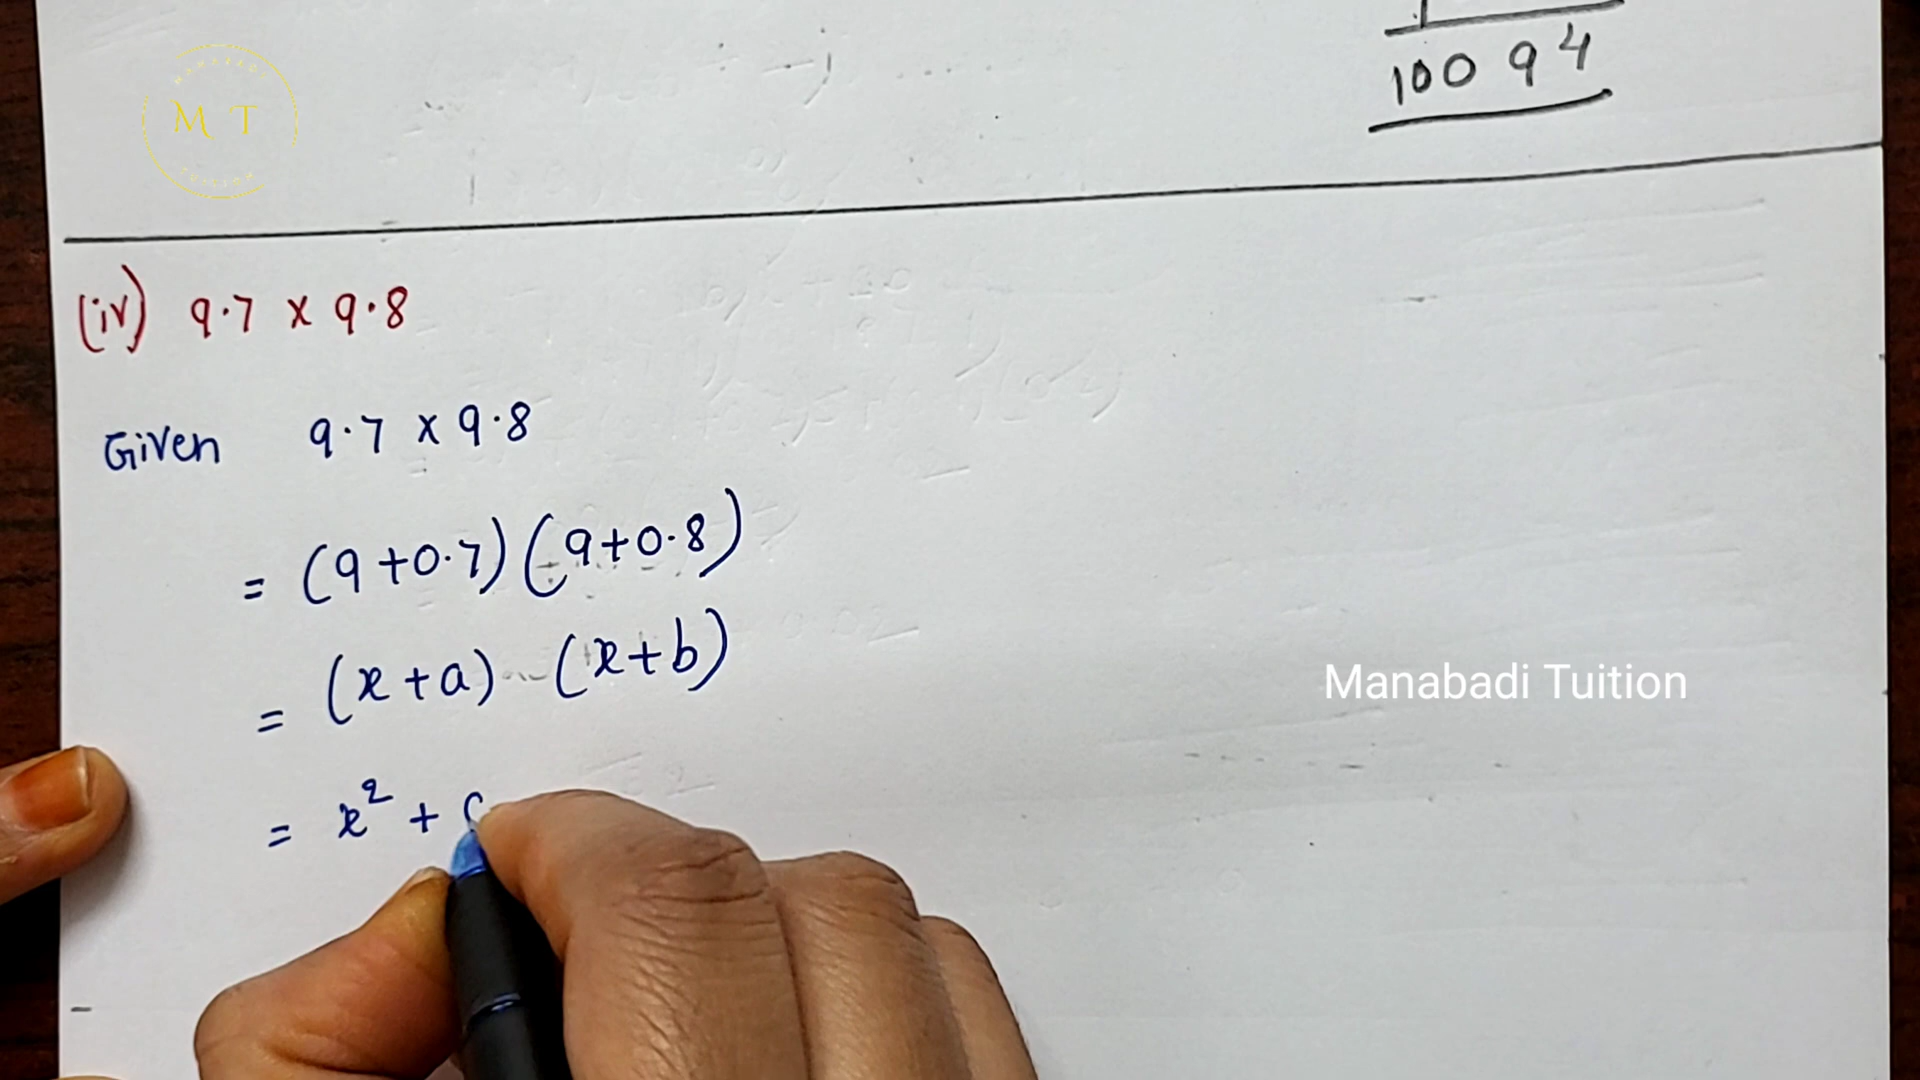 10094
M T
(iv) 9.7 x 9.8
Given 9.7 x 9.8
= (9+0.7)(9+0.8)
= (x+a) (x+b)
Manabadi Tuition
= x² +